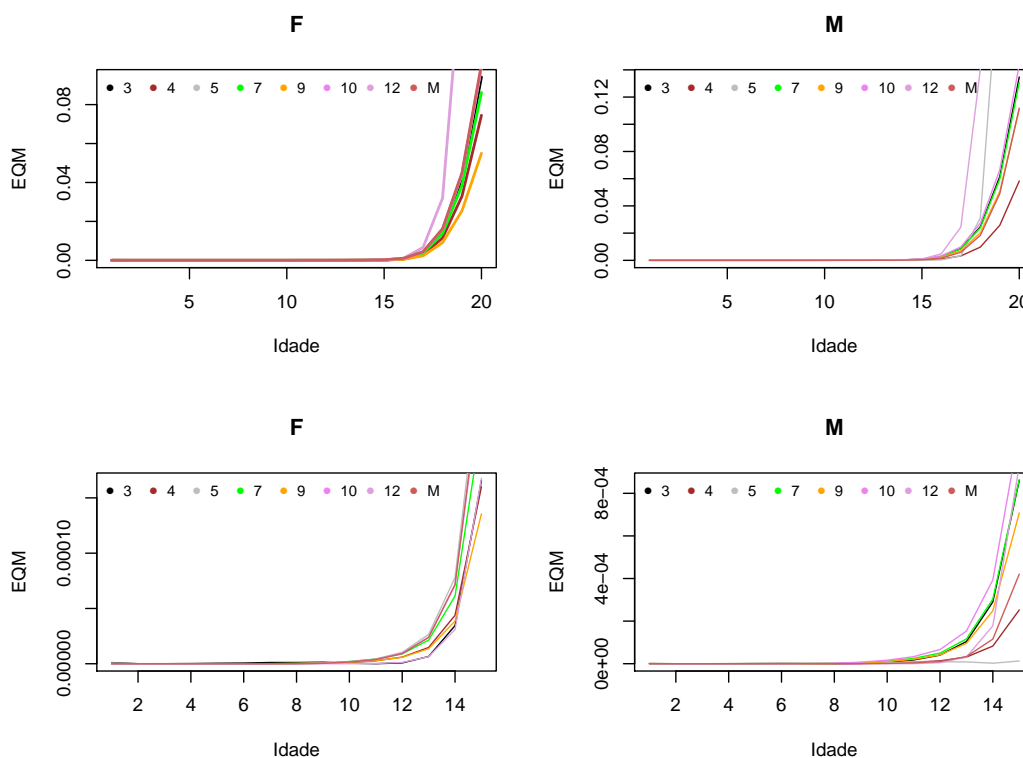 F
EQM
0.00 0.04 0.08
3 4 5 7 9 10 12 M
5 10 15 20
Idade
M
EQM
0.00 0.04 0.08 0.12
3 4 5 7 9 10 12 M
5 10 15 20
Idade
F
EQM
0.00000 0.00010
3 4 5 7 9 10 12 M
2 4 6 8 10 12 14
Idade
M
EQM
0e+00 4e-04 8e-04
3 4 5 7 9 10 12 M
2 4 6 8 10 12 14
Idade